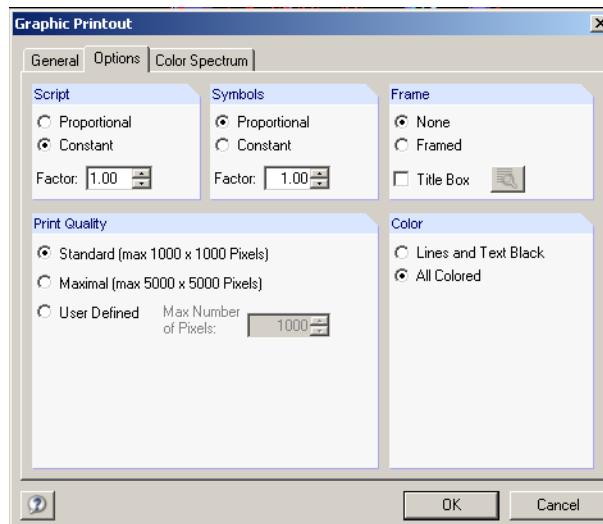 Graphic Printout
General Options Color Spectrum
Script
Proportional
Constant
Factor: 1.00
Symbols
Proportional
Constant
Factor: 1.00
Frame
None
Framed
Title Box
Print Quality
Standard (max 1000 x 1000 Pixels)
Maximal (max 5000 x 5000 Pixels)
User Defined
Max Number
of Pixels: 1000
Color
Lines and Text Black
All Colored
OK Cancel